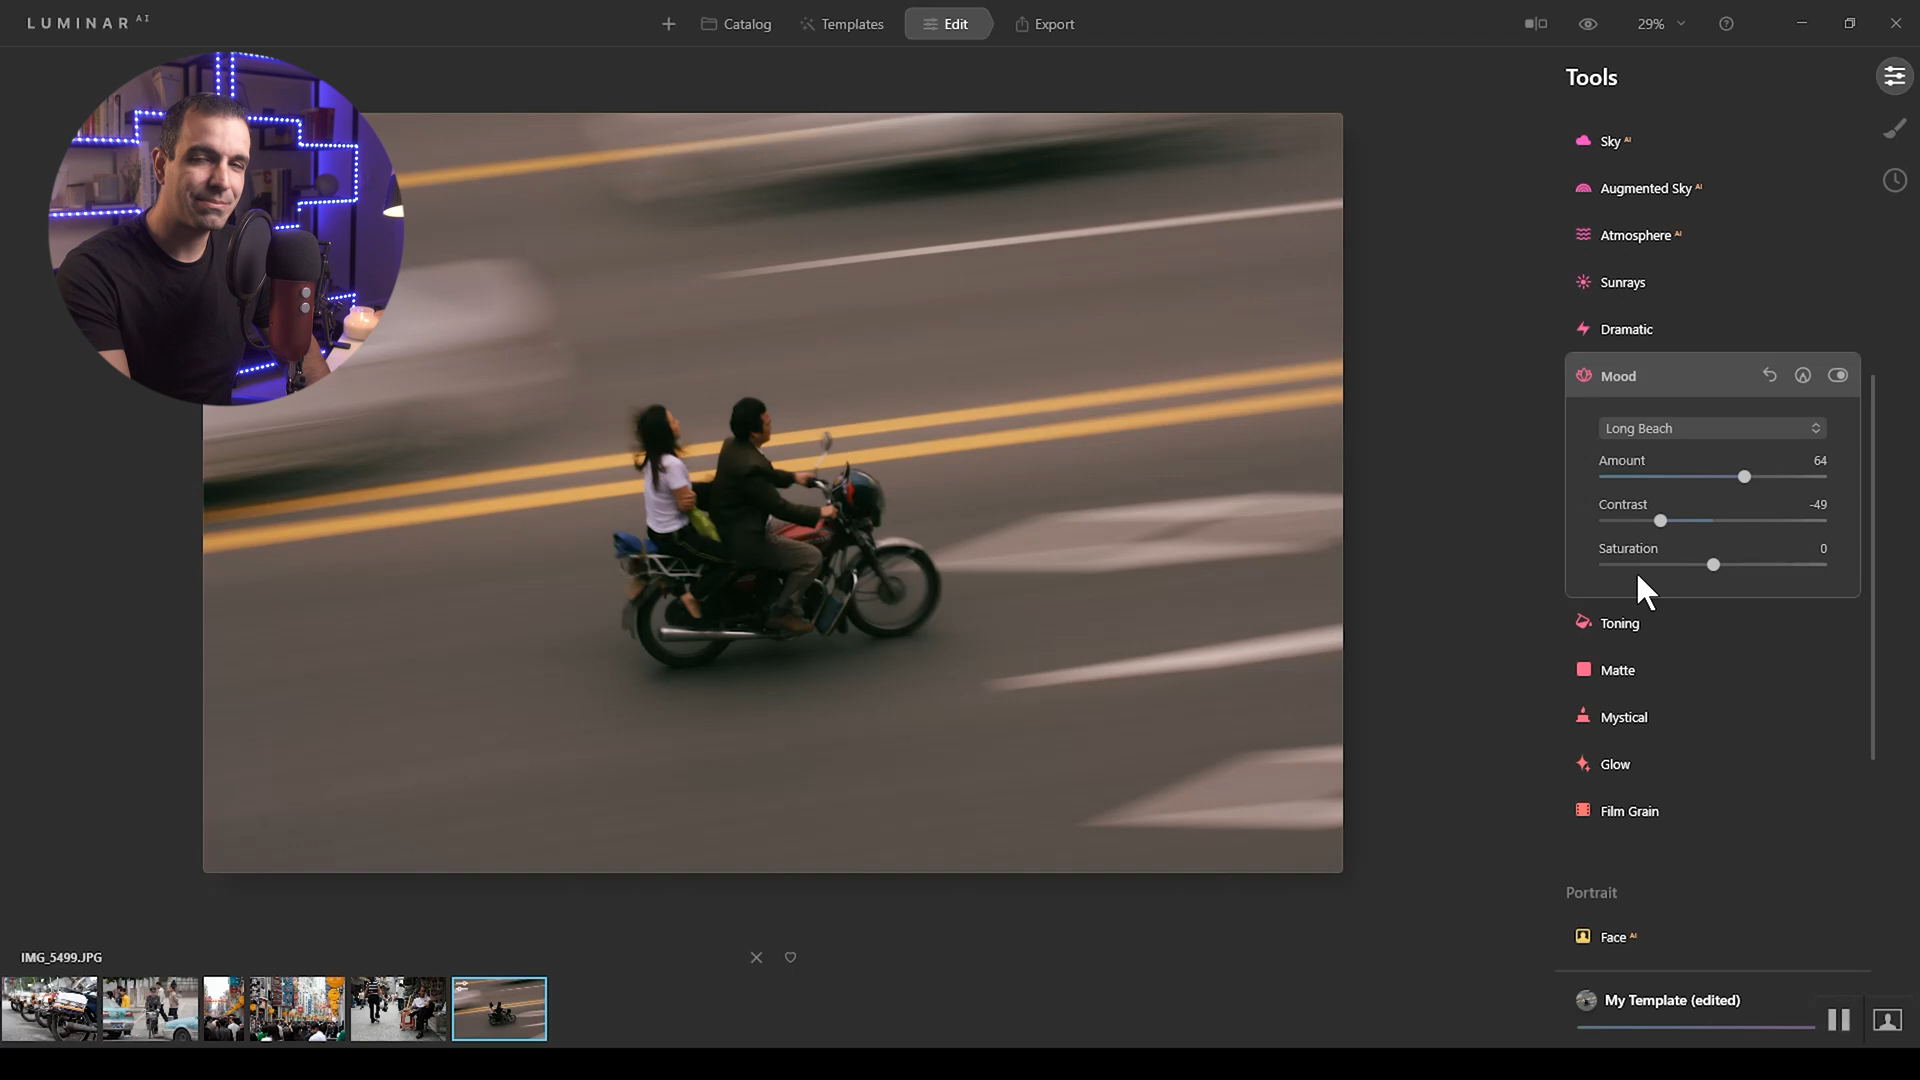 LUMINAR AI
Catalog
Templates
Edit
Export
29%
Tools
Sky AI
Augmented Sky AI
Atmosphere AI
Sunrays
Dramatic
Mood
Long Beach
Amount 64
Contrast -49
Saturation 0
Toning
Matte
Mystical
Glow
Film Grain
Portrait
Face AI
IMG_5499.JPG
My Template (edited)